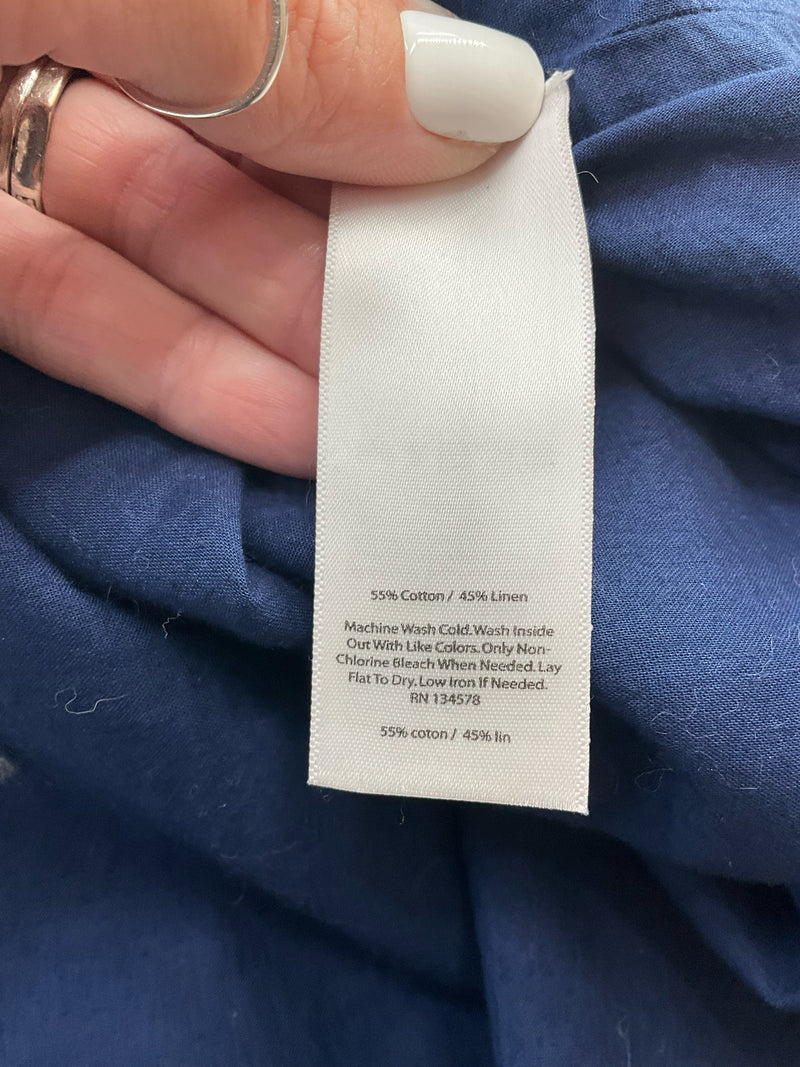 55% Cotton / 45% Linen
Machine Wash Cold. Wash Inside
Out With Like Colors. Only Non-
Chlorine Bleach When Needed. Lay
Flat To Dry. Low Iron If Needed.
RN 134578
55% coton / 45% lin